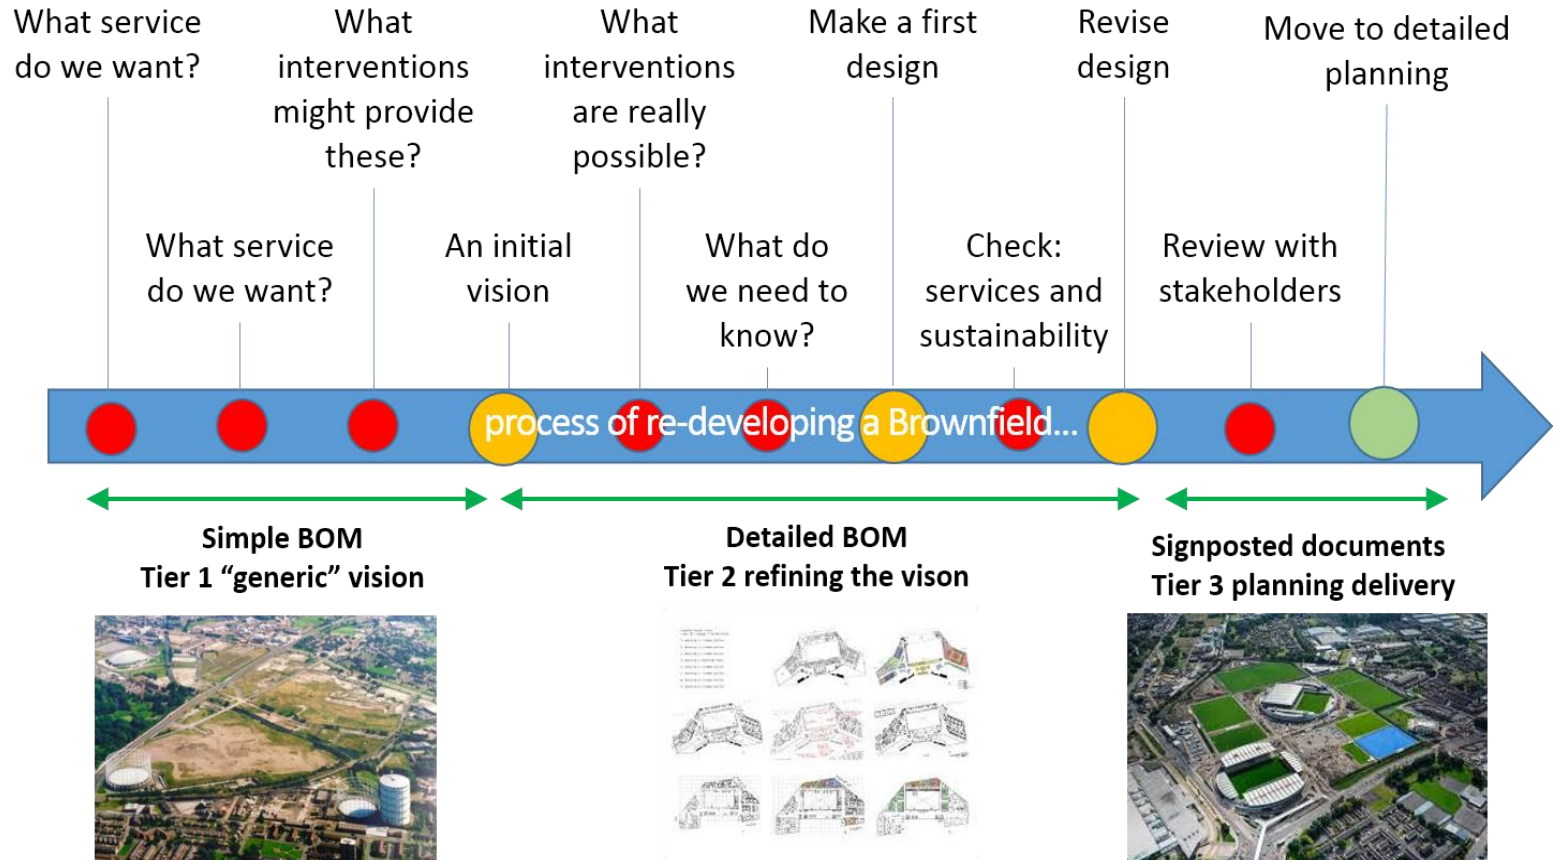 What service
do we want?
What
interventions
might provide
these?
What
interventions
are really
possible?
Make a first
design
Revise
design
Move to detailed
planning
What service
do we want?
An initial
vision
What do
we need to
know?
Check:
services and
sustainability
Review with
stakeholders
process of re-developing a Brownfield...
Simple BOM
Tier 1 “generic” vision
Detailed BOM
Tier 2 refining the vison
Signposted documents
Tier 3 planning delivery